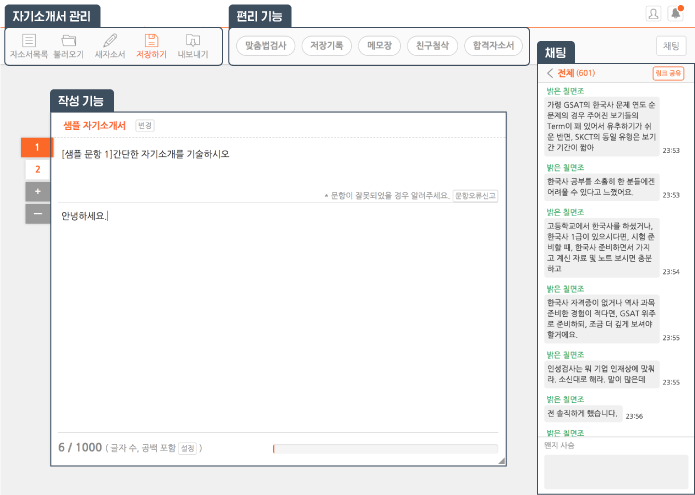 자기소개서 관리
편리 기능
자소서목록 불러오기 새자소서 저장하기 내보내기
맞춤법검사 저장기록 메모장 친구첨삭 합격자소서
채팅
채팅
전체 (601) 링크 공유
작성 기능
샘플 자기소개서 변경
1
2
+
–
[샘플 문항 1]간단한 자기소개를 기술하시오
* 문항이 잘못되었을 경우 알려주세요. 문항오류신고
안녕하세요.
6 / 1000 ( 글자 수, 공백 포함 설정 )
밝은 칠면조
가령 GSAT의 한국사 문제 면도 순
문제의 경우 주어진 보기들의
Term이 꽤 있어서 유추하기가 쉬
운 반면, SKCT의 동일 유형은 보기
간 기간이 짧아
23:53
밝은 칠면조
한국사 공부를 소홀히 한 분들에겐
어려울 수 있다고 느꼈어요.
23:53
밝은 칠면조
고등학교에서 한국사를 하셨거나,
한국사 1급이 있으시다면, 시험 준
비할 때, 한국사 준비하면서 가지
고 계신 자료 및 노트 보시면 충분
하고
23:54
밝은 칠면조
한국사 자격증이 없거나 역사 과목
준비한 경험이 적다면, GSAT 위주
로 준비하되, 조금 더 깊게 보셔야
할거에요.
23:55
밝은 칠면조
인성검사는 뭐 기업 인재상에 맞춰
라, 소신대로 해라, 말이 많은데
23:55
밝은 칠면조
전 솔직하게 했습니다.
23:56
밝은 칠면조
맨지 사슴